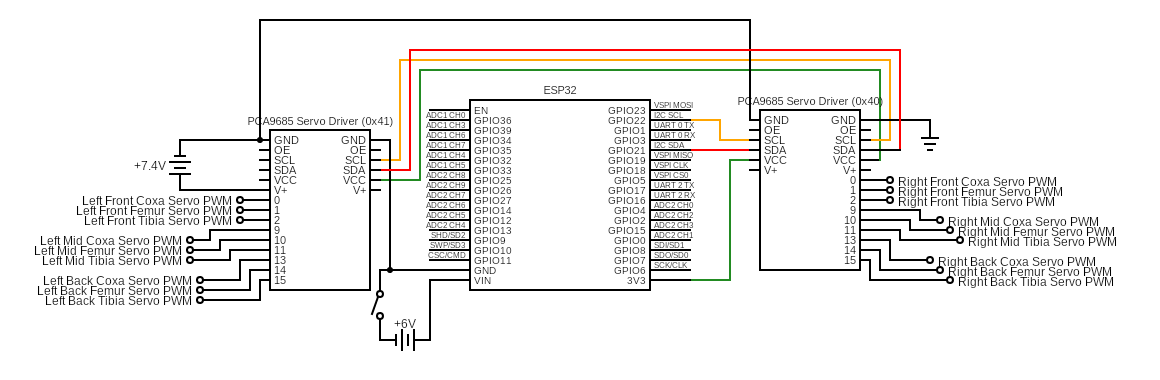 ESP32
PCA9685 Servo Driver (0x41)
PCA9685 Servo Driver (0x40)
+7.4V
GND
OE
SCL
SDA
VCC
V+
0
1
2
9
10
11
13
14
15
GND
OE
SCL
SDA
VCC
V+
Left Front Coxa Servo PWM
Left Front Femur Servo PWM
Left Front Tibia Servo PWM
Left Mid Coxa Servo PWM
Left Mid Femur Servo PWM
Left Mid Tibia Servo PWM
Left Back Coxa Servo PWM
Left Back Femur Servo PWM
Left Back Tibia Servo PWM
+6V
ADC1 CH0
ADC1 CH3
ADC1 CH6
ADC1 CH7
ADC1 CH4
ADC1 CH5
ADC2 CH8
ADC2 CH9
ADC2 CH7
ADC2 CH6
ADC2 CH5
ADC2 CH4
SHD/SD2
SWP/SD3
CSC/CMD
EN
GPIO36
GPIO39
GPIO34
GPIO35
GPIO32
GPIO33
GPIO25
GPIO26
GPIO27
GPIO14
GPIO12
GPIO13
GPIO9
GPIO10
GPIO11
GND
VIN
GPIO23
GPIO22
GPIO1
GPIO3
GPIO21
GPIO19
GPIO18
GPIO5
GPIO17
GPIO16
GPIO4
GPIO2
GPIO15
GPIO0
GPIO8
GPIO7
GPIO6
3V3
VSPI MOSI
I2C SCL
UART 0 TX
UART 0 RX
I2C SDA
VSPI MISO
VSPI CLK
VSPI CS0
UART 2 TX
UART 2 RX
ADC2 CH0
ADC2 CH2
ADC2 CH3
ADC2 CH1
SDI/SD1
SDO/SD0
SCK/CLK
GND
OE
SCL
SDA
VCC
V+
GND
OE
SCL
SDA
VCC
V+
0
1
2
9
10
11
13
14
15
Right Front Coxa Servo PWM
Right Front Femur Servo PWM
Right Front Tibia Servo PWM
Right Mid Coxa Servo PWM
Right Mid Femur Servo PWM
Right Mid Tibia Servo PWM
Right Back Coxa Servo PWM
Right Back Femur Servo PWM
Right Back Tibia Servo PWM